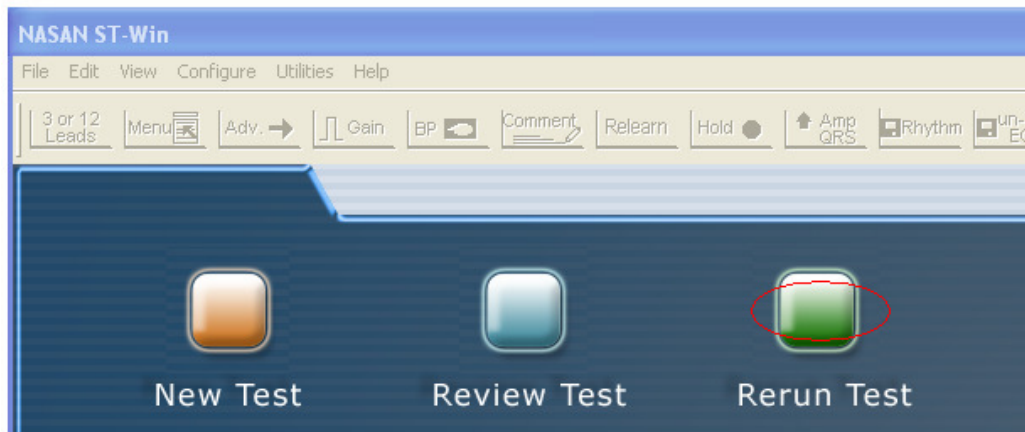 NASAN ST-Win
File Edit View Configure Utilities Help
3 or 12 Leads Menu Adv. Gain BP Comment Relearn Hold Amp QRS Rhythm un-
New Test Review Test Rerun Test